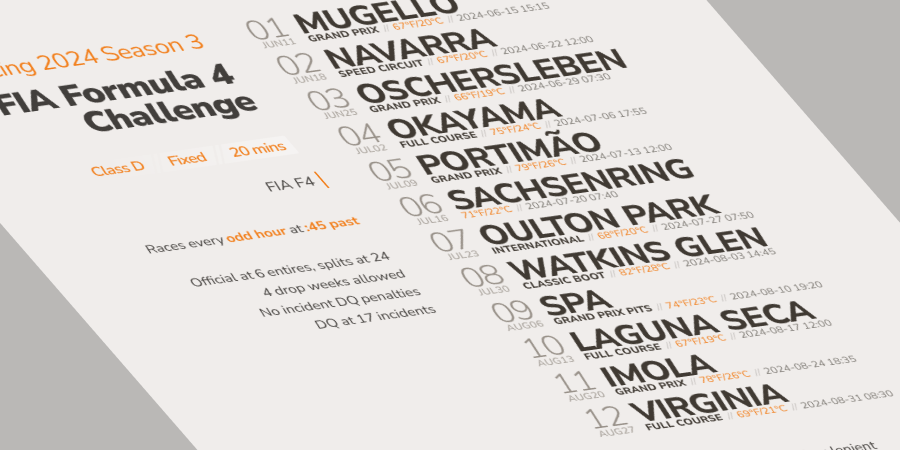 ing 2024 Season 3
FIA Formula 4
Challenge
Class D Fixed 20 mins
FIA F4
Races every odd hour at :45 past
Official at 6 entires, splits at 24
4 drop weeks allowed
No incident DQ penalties
DQ at 17 incidents
01 MUGELLO
JUN11 GRAND PRIX // 67°F/20°C // 2024-06-15 15:15
02 NAVARRA
JUN18 SPEED CIRCUIT // 67°F/20°C // 2024-06-22 12:00
03 OSCHERSLEBEN
JUN25 GRAND PRIX // 66°F/19°C // 2024-06-29 07:30
04 OKAYAMA
JUL02 FULL COURSE // 75°F/24°C // 2024-07-06 17:55
05 PORTIMÃO
JUL09 GRAND PRIX // 79°F/26°C // 2024-07-13 12:00
06 SACHSENRING
JUL16 71°F/22°C // 2024-07-20 07:40
07 OULTON PARK
JUL23 INTERNATIONAL // 68°F/20°C // 2024-07-27 07:50
08 WATKINS GLEN
JUL30 CLASSIC BOOT // 82°F/28°C // 2024-08-03 14:45
09 SPA
AUG06 GRAND PRIX PITS // 74°F/23°C // 2024-08-10 19:20
10 LAGUNA SECA
AUG13 FULL COURSE // 67°F/19°C // 2024-08-17 12:00
11 IMOLA
AUG20 GRAND PRIX // 78°F/26°C // 2024-08-24 18:35
12 VIRGINIA
AUG27 FULL COURSE // 69°F/21°C // 2024-08-31 08:30